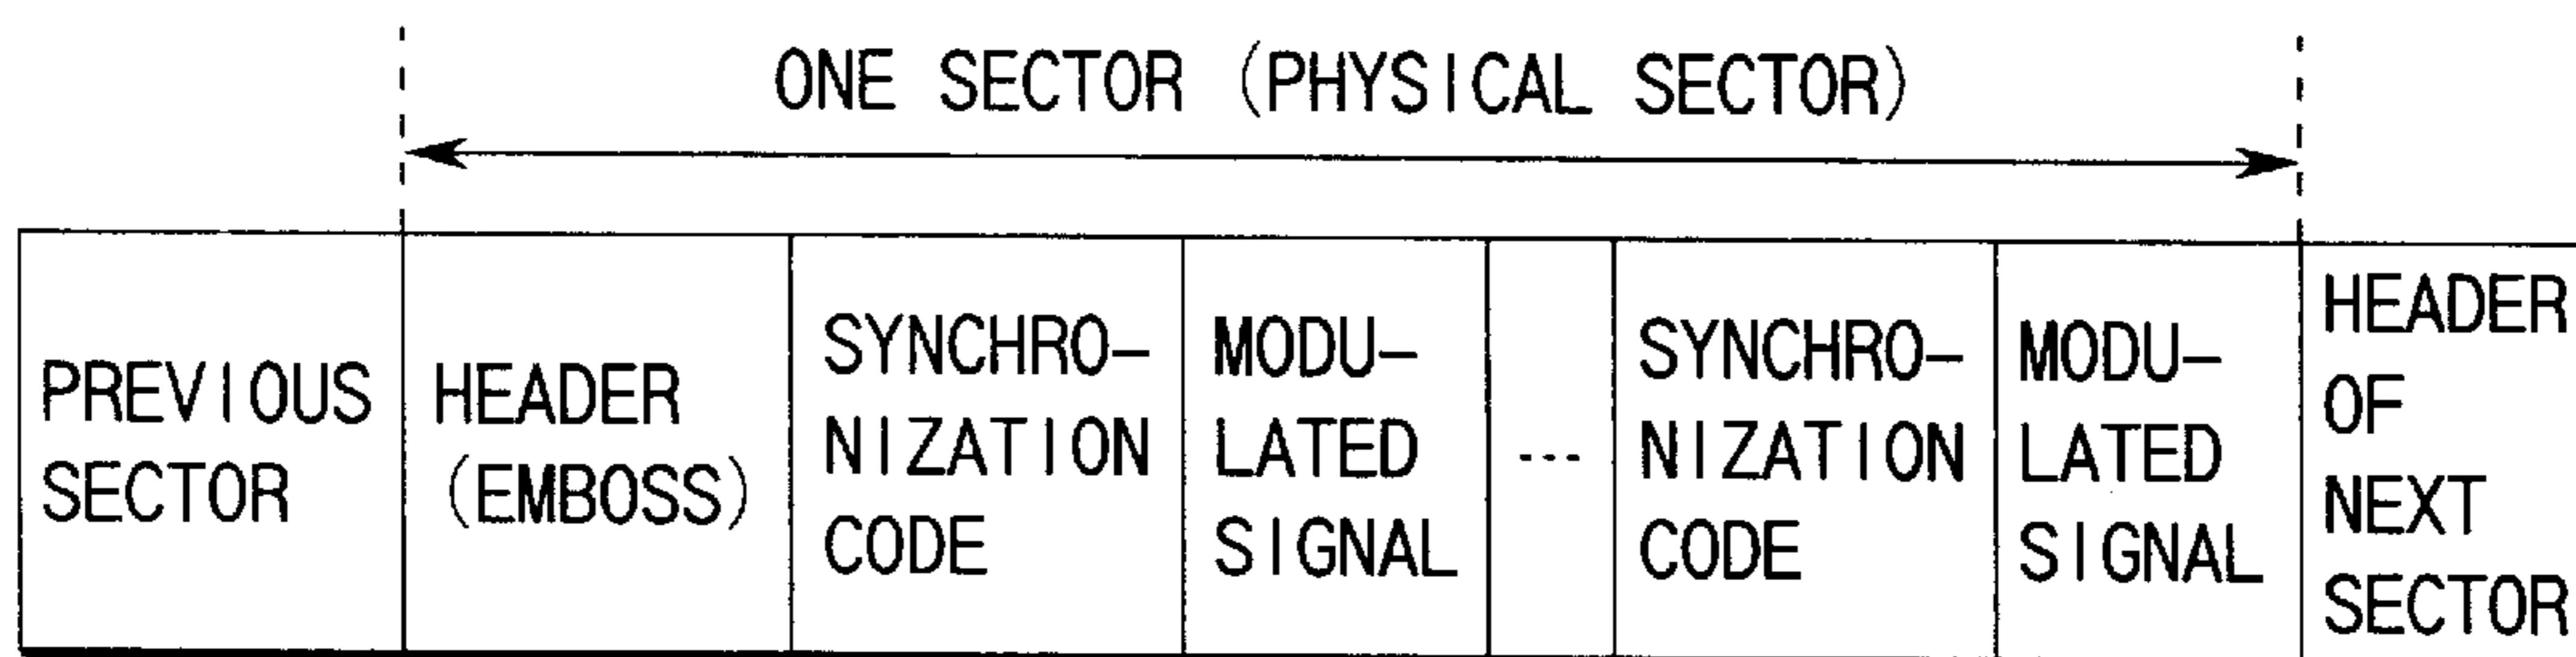 ONE SECTOR (PHYSICAL SECTOR)
PREVIOUS
SECTOR
HEADER
(EMBOSS)
SYNCHRO-
NIZATION
CODE
MODU-
LATED
SIGNAL
---
SYNCHRO-
NIZATION
CODE
MODU-
LATED
SIGNAL
HEADER
OF
NEXT
SECTOR